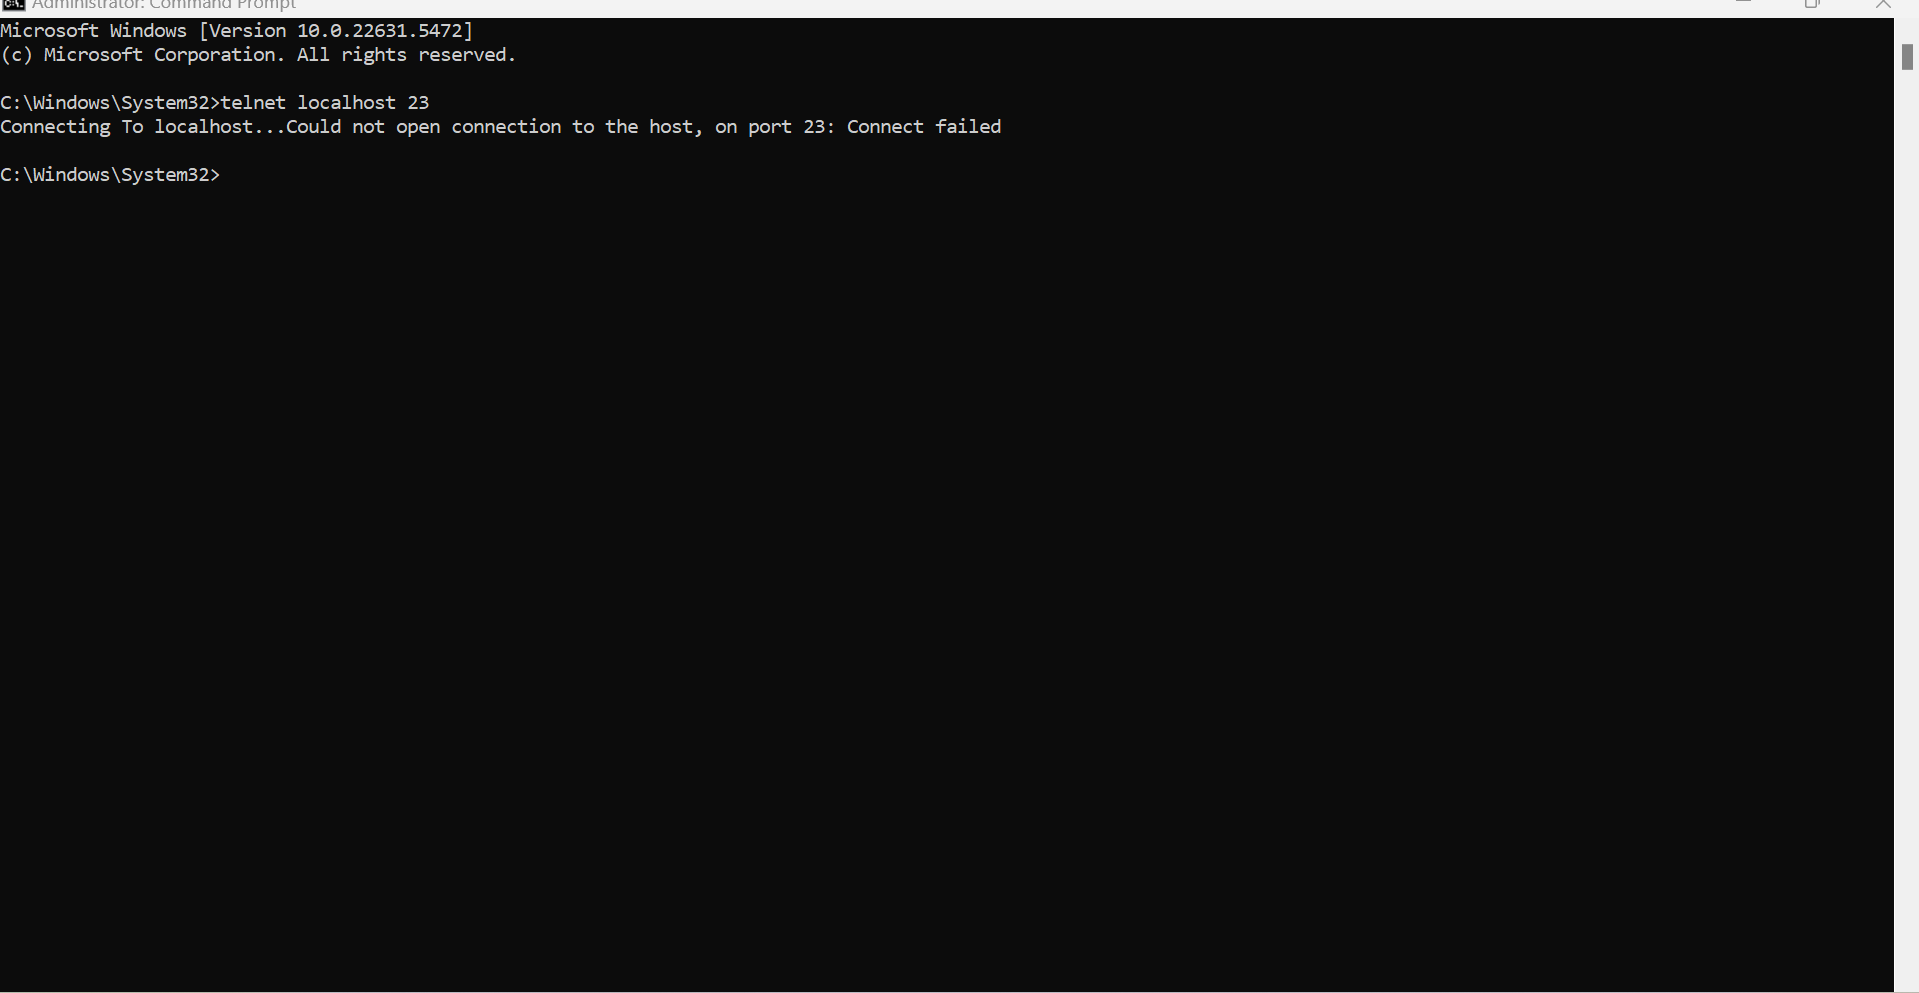 Administrator: Command Prompt
Microsoft Windows [Version 10.0.22631.5472]
(c) Microsoft Corporation. All rights reserved.
C:\Windows\System32>telnet localhost 23
Connecting To localhost...Could not open connection to the host, on port 23: Connect failed
C:\Windows\System32>